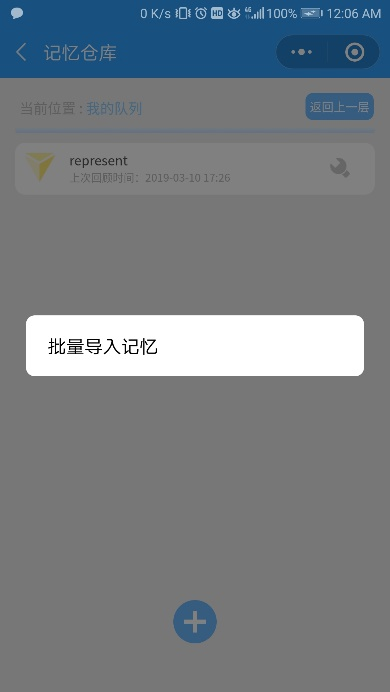 0 K/s HD 4G 100% 12:06 AM
记忆仓库
当前位置 : 我的队列
返回上一层
represent
上次回顾时间：2019-03-10 17:26
批量导入记忆